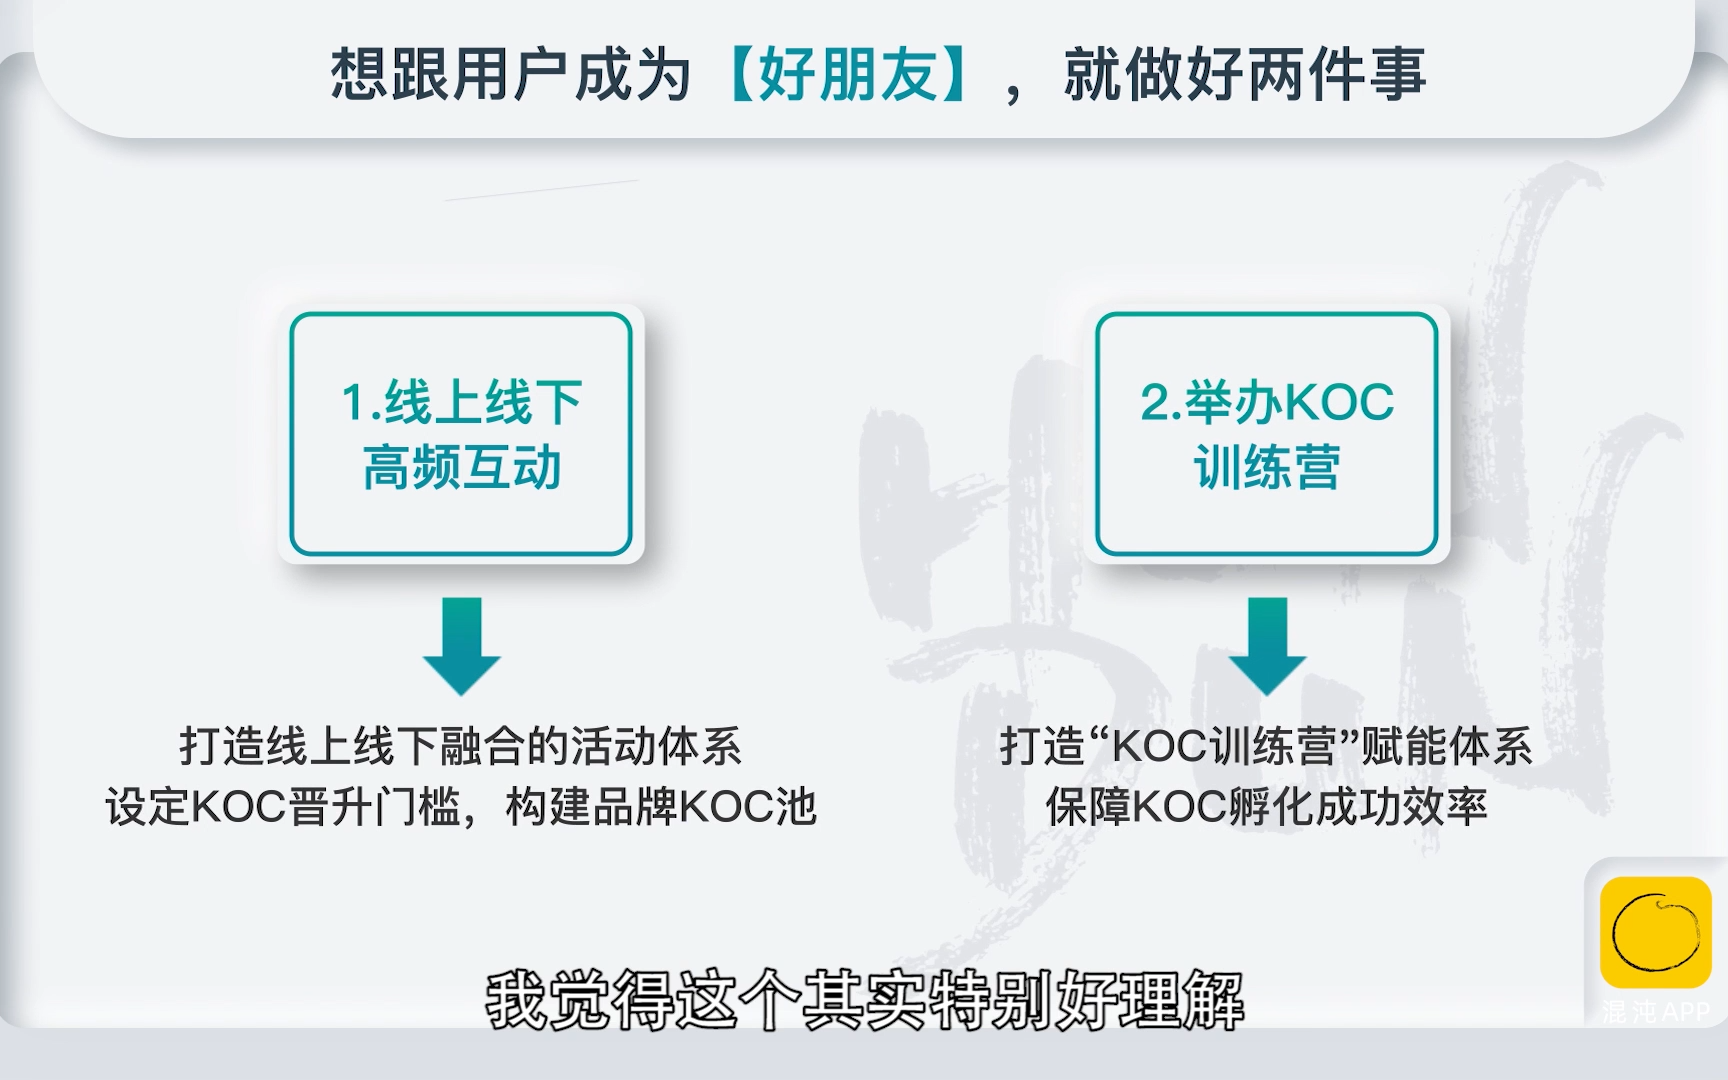 想跟用户成为【好朋友】，就做好两件事
1.线上线下
高频互动
2.举办KOC
训练营
打造线上线下融合的活动体系
设定KOC晋升门槛，构建品牌KOC池
打造“KOC训练营”赋能体系
保障KOC孵化成功效率
我觉得这个其实特别好理解
混沌APP